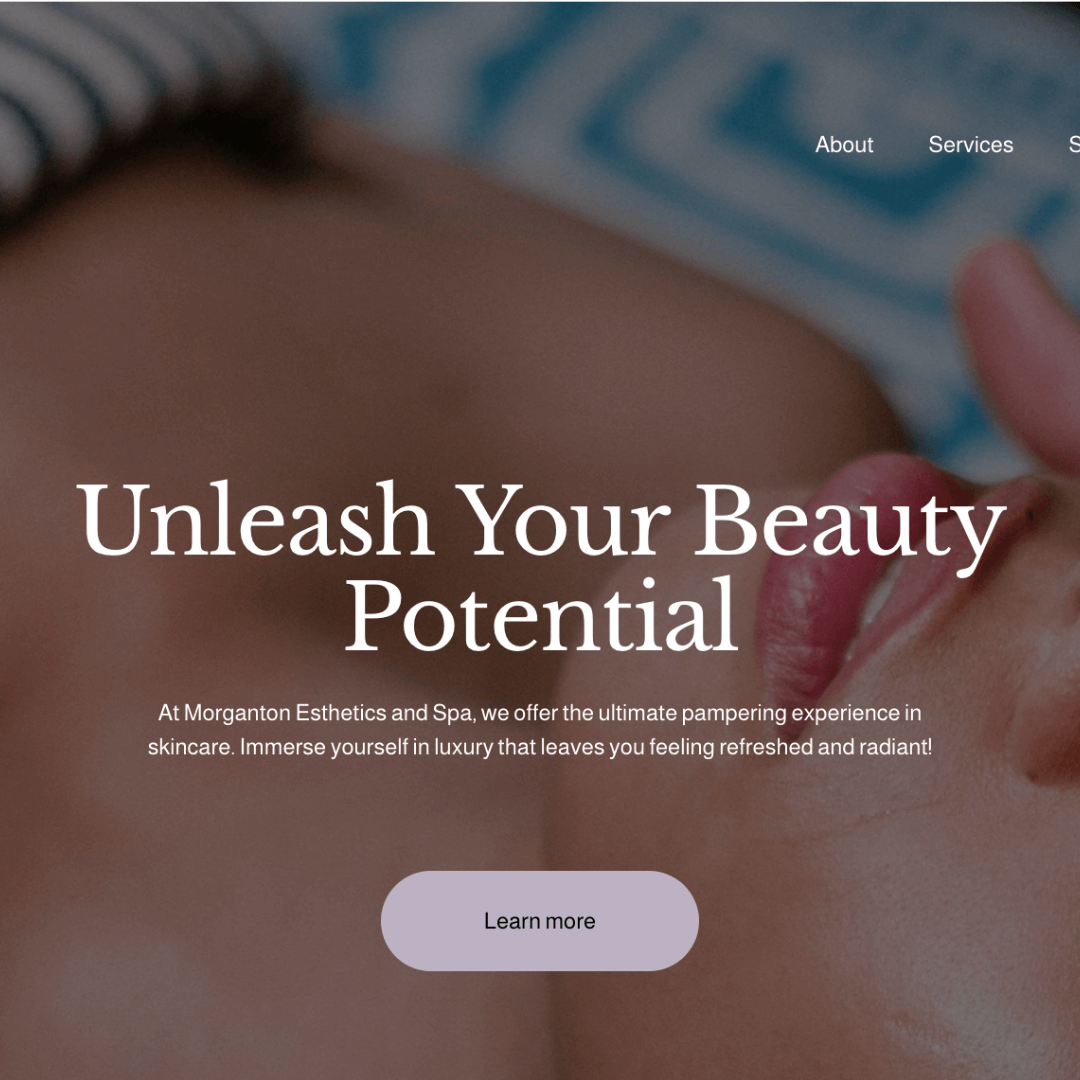 About Services S
Unleash Your Beauty
Potential
At Morganton Esthetics and Spa, we offer the ultimate pampering experience in
skincare. Immerse yourself in luxury that leaves you feeling refreshed and radiant!
Learn more